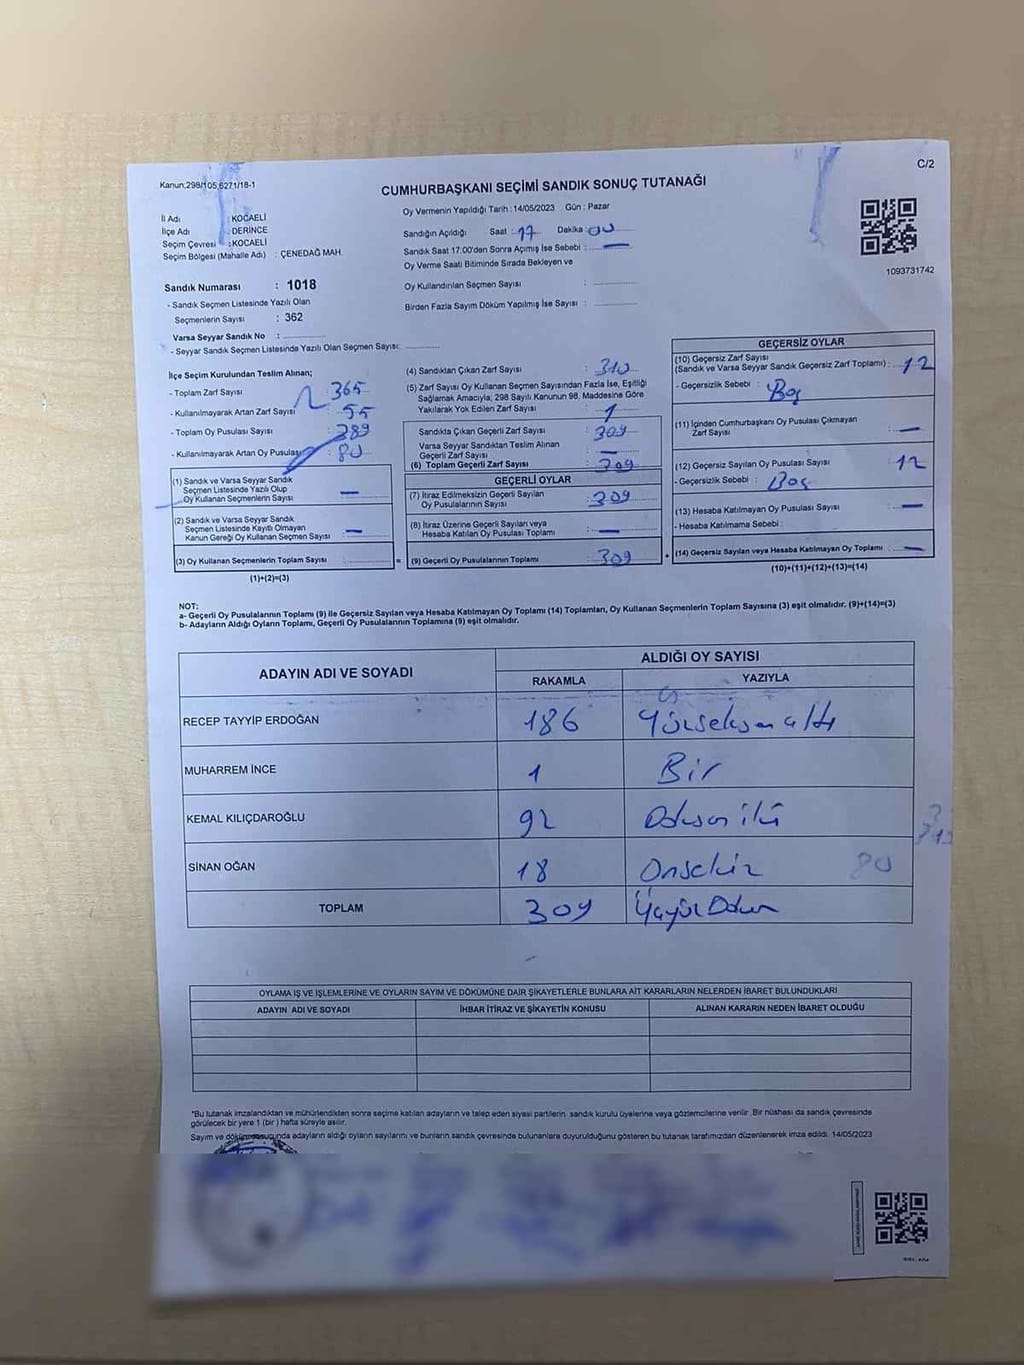 Kanun:298/105,6271/18-1
C/2
CUMHURBAŞKANI SEÇİMİ SANDIK SONUÇ TUTANAĞI
İl Adı : KOCAELİ
İlçe Adı : DERİNCE
Seçim Çevresi : KOCAELİ
Seçim Bölgesi (Mahalle Adı) : ÇENEDAĞ MAH.
Oy Vermenin Yapıldığı Tarih : 14/05/2023 Gün : Pazar
Sandığın Açıldığı Saat : 17 Dakika : 00
Sandık Saat 17.00'den Sonra Açımış İse Sebebi : —
Oy Verme Saati Bitiminde Sırada Bekleyen ve
Oy Kullandırılan Seçmen Sayısı :
Birden Fazla Sayım Döküm Yapılmış İse Sayısı :
1093731742
Sandık Numarası : 1018
- Sandık Seçmen Listesinde Yazılı Olan
Seçmenlerin Sayısı : 362
Varsa Seyyar Sandık No :
- Seyyar Sandık Seçmen Listesinde Yazılı Olan Seçmen Sayısı:
İlçe Seçim Kurulundan Teslim Alınan;
- Toplam Zarf Sayısı : 365
- Kullanılmayarak Artan Zarf Sayısı : 55
- Toplam Oy Pusulası Sayısı : 389
- Kullanılmayarak Artan Oy Pusulası : 80
(1) Sandık ve Varsa Seyyar Sandık
Seçmen Listesinde Yazılı Olup
Oy Kullanan Seçmenlerin Sayısı —
(2) Sandık ve Varsa Seyyar Sandık
Seçmen Listesinde Kayıtlı Olmayan
Kanun Gereği Oy Kullanan Seçmen Sayısı —
(3) Oy Kullanan Seçmenlerin Toplam Sayısı =
(1)+(2)=(3)
(4) Sandıktan Çıkan Zarf Sayısı : 310
(5) Zarf Sayısı Oy Kullanan Seçmen Sayısından Fazla İse, Eşitliği
Sağlamak Amacıyla; 298 Sayılı Kanunun 98. Maddesine Göre
Yakılarak Yok Edilen Zarf Sayısı : 1
Sandıkta Çıkan Geçerli Zarf Sayısı : 309
Varsa Seyyar Sandıktan Teslim Alınan
Geçerli Zarf Sayısı : —
(6) Toplam Geçerli Zarf Sayısı : 309
GEÇERLİ OYLAR
(7) İtiraz Edilmeksizin Geçerli Sayılan
Oy Pusulalarının Sayısı : 309
(8) İtiraz Üzerine Geçerli Sayılan veya
Hesaba Katılan Oy Pusulası Toplamı : —
(9) Geçerli Oy Pusulalarının Toplamı : 309 +
GEÇERSİZ OYLAR
(10) Geçersiz Zarf Sayısı
(Sandık ve Varsa Seyyar Sandık Geçersiz Zarf Toplamı) : 12
- Geçersizlik Sebebi : Boş
(11) İçinden Cumhurbaşkanı Oy Pusulası Çıkmayan
Zarf Sayısı : —
(12) Geçersiz Sayılan Oy Pusulası Sayısı : 12
- Geçersizlik Sebebi : Boş
(13) Hesaba Katılmayan Oy Pusulası Sayısı : —
- Hesaba Katılmama Sebebi :
(14) Geçersiz Sayılan veya Hesaba Katılmayan Oy Toplamı : —
(10)+(11)+(12)+(13)=(14)
NOT:
a- Geçerli Oy Pusulalarının Toplamı (9) ile Geçersiz Sayılan veya Hesaba Katılmayan Oy Toplamı (14) Toplamları, Oy Kullanan Seçmenlerin Toplam Sayısına (3) eşit olmalıdır. (9)+(14)=(3)
b- Adayların Aldığı Oyların Toplamı, Geçerli Oy Pusulalarının Toplamına (9) eşit olmalıdır.
ADAYIN ADI VE SOYADI
ALDIĞI OY SAYISI
RAKAMLA YAZIYLA
RECEP TAYYİP ERDOĞAN 186 Yüzseksenaltı
MUHARREM İNCE 1 Bir
KEMAL KILIÇDAROĞLU 92 Doksan iki
SİNAN OĞAN 18 Onsekiz 80
TOPLAM 309 Üçyüz Dokuz
OYLAMA İŞ VE İŞLEMLERİNE VE OYLARIN SAYIM VE DÖKÜMÜNE DAİR ŞİKAYETLERLE BUNLARA AİT KARARLARIN NELERDEN İBARET BULUNDUKLARI
ADAYIN ADI VE SOYADI İHBAR İTİRAZ VE ŞİKAYETİN KONUSU ALINAN KARARIN NEDEN İBARET OLDUĞU
*Bu tutanak imzalandıktan ve mühürlendikten sonra seçime katılan adayların ve talep eden siyasi partilerin sandık kurulu üyelerine veya gözlemcilerine verilir. Bir nüshası da sandık çevresinde
görülecek bir yere 1 (bir) hafta süreyle asılır.
Sayım ve dökümü sonucunda adayların aldığı oyların sayılarını ve bunların sandık çevresinde bulunanlara duyurulduğunu gösteren bu tutanak tarafımızdan düzenlenerek imza edildi. 14/05/2023